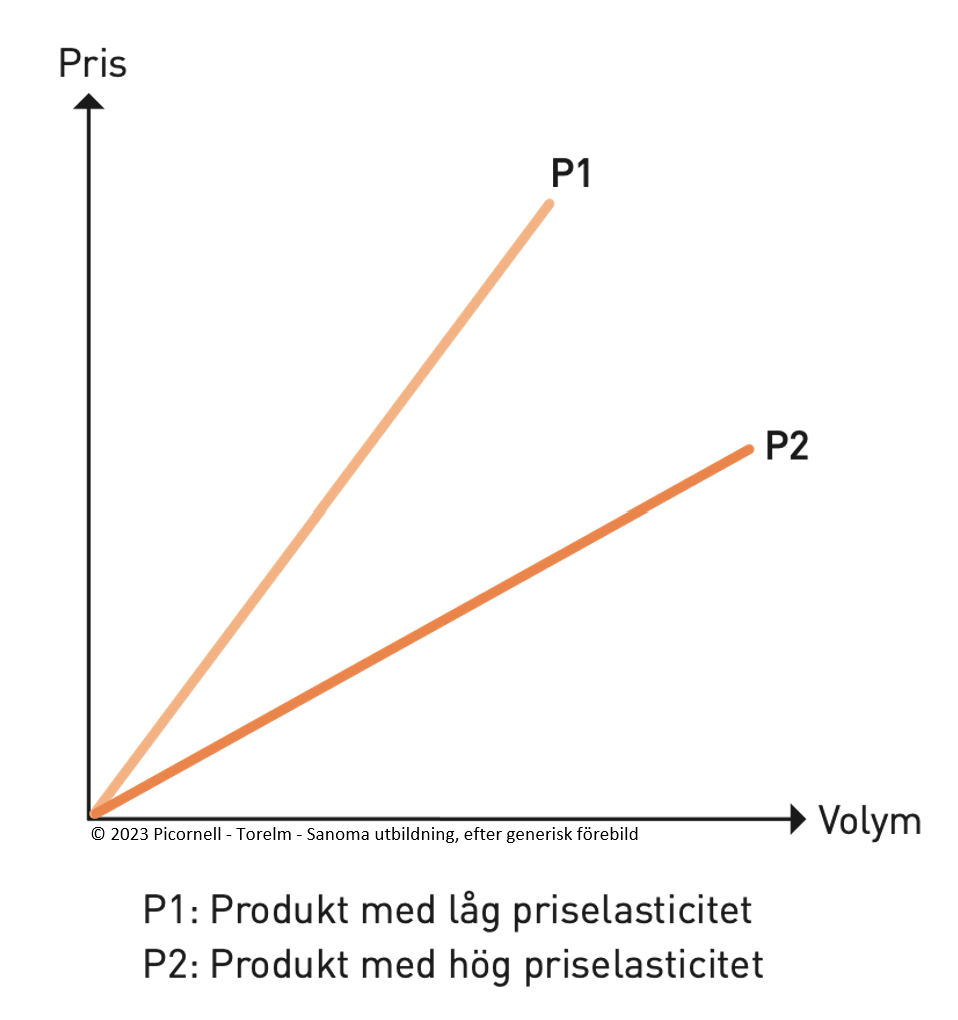 Pris
P1
P2
Volym
© 2023 Picornell - Torelm - Sanoma utbildning, efter generisk förebild
P1: Produkt med låg priselasticitet
P2: Produkt med hög priselasticitet